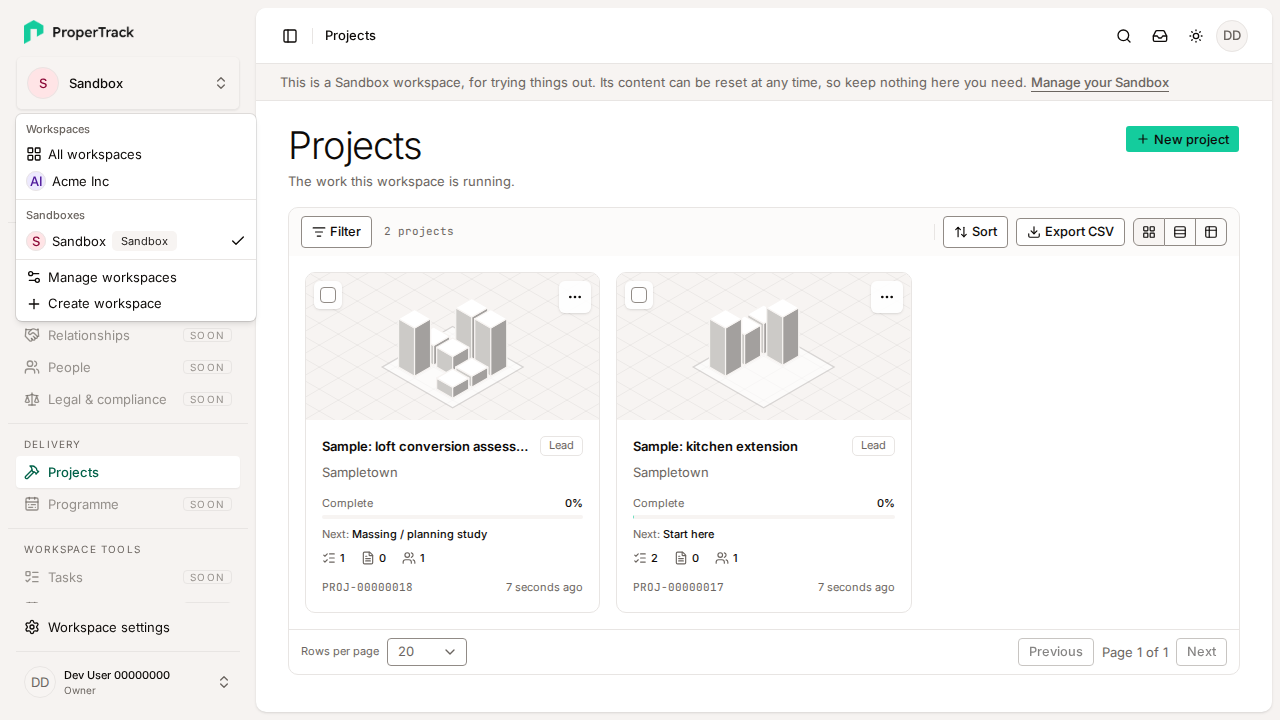 ProperTrack
S Sandbox
Workspaces
All workspaces
AI Acme Inc
Sandboxes
S Sandbox Sandbox
Manage workspaces
Create workspace
Relationships SOON
People SOON
Legal & compliance SOON
DELIVERY
Projects
Programme SOON
WORKSPACE TOOLS
Tasks SOON
Workspace settings
DD Dev User 00000000
Owner
Projects
DD
This is a Sandbox workspace, for trying things out. Its content can be reset at any time, so keep nothing here you need. Manage your Sandbox
Projects
New project
The work this workspace is running.
Filter 2 projects Sort Export CSV
Sample: loft conversion assess... Lead
Sampletown
Complete 0%
Next: Massing / planning study
1 0 1
PROJ-00000018 7 seconds ago
Sample: kitchen extension Lead
Sampletown
Complete 0%
Next: Start here
2 0 1
PROJ-00000017 7 seconds ago
Rows per page 20 Previous Page 1 of 1 Next